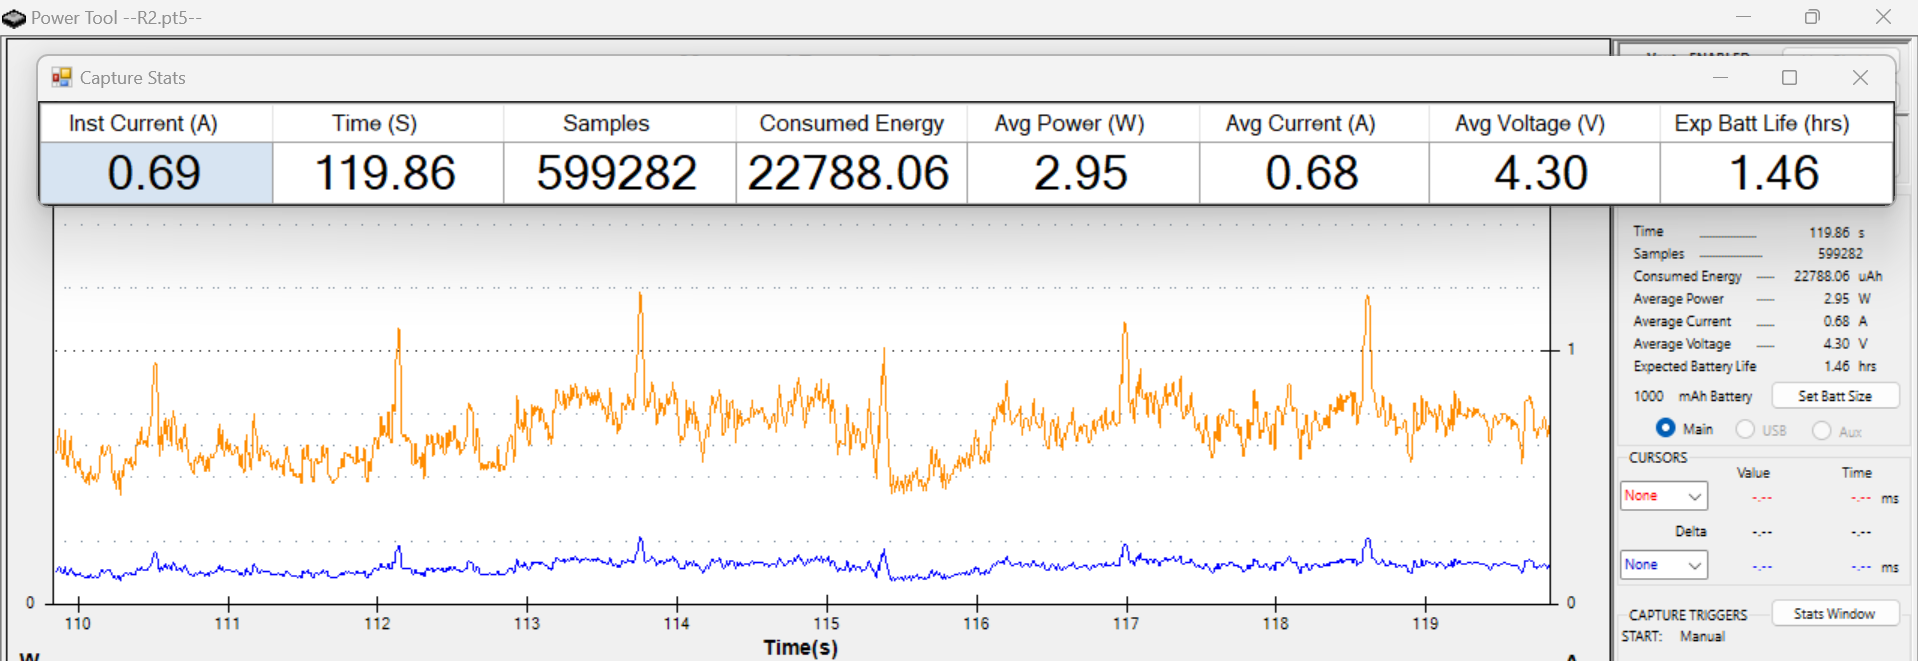 Power Tool --R2.pt5--
Capture Stats
Inst Current (A) Time (S) Samples Consumed Energy Avg Power (W) Avg Current (A) Avg Voltage (V) Exp Batt Life (hrs)
0.69 119.86 599282 22788.06 2.95 0.68 4.30 1.46
Time 119.86 s
Samples 599282
Consumed Energy 22788.06 uAh
Average Power 2.95 W
Average Current 0.68 A
Average Voltage 4.30 V
Expected Battery Life 1.46 hrs
1000 mAh Battery Set Batt Size
Main USB Aux
CURSORS
Value Time
None -.-- -.-- ms
Delta -.-- -.--
None -.-- -.-- ms
CAPTURE TRIGGERS Stats Window
START: Manual
1
0 0
110 111 112 113 114 115 116 117 118 119
Time(s)